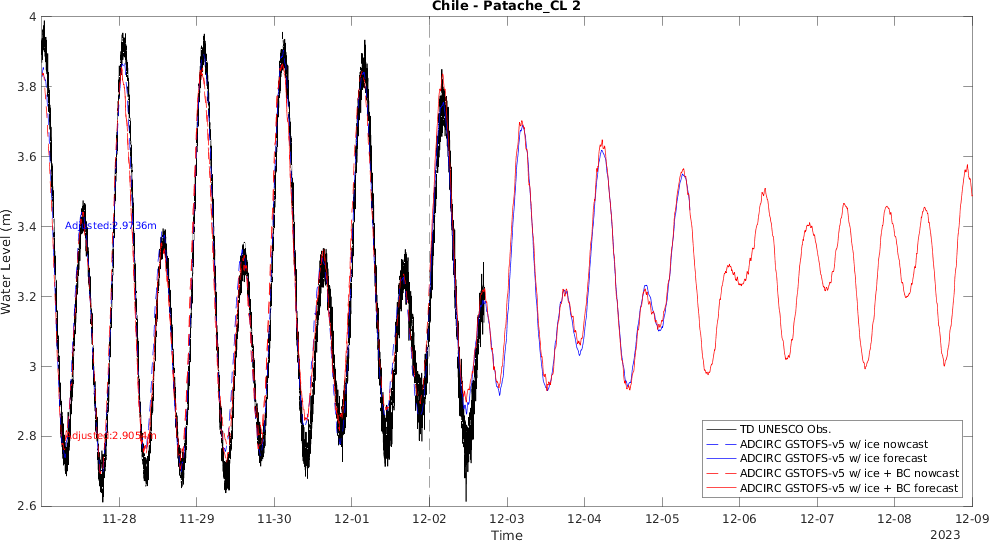 Chile - Patache_CL 2
4
3.8
3.6
3.4
3.2
3
2.8
2.6
Water Level (m)
Adjusted:2.9736m
Adjusted:2.9054m
TD UNESCO Obs.
ADCIRC GSTOFS-v5 w/ ice nowcast
ADCIRC GSTOFS-v5 w/ ice forecast
ADCIRC GSTOFS-v5 w/ ice + BC nowcast
ADCIRC GSTOFS-v5 w/ ice + BC forecast
11-28 11-29 11-30 12-01 12-02 12-03 12-04 12-05 12-06 12-07 12-08 12-09
Time
2023